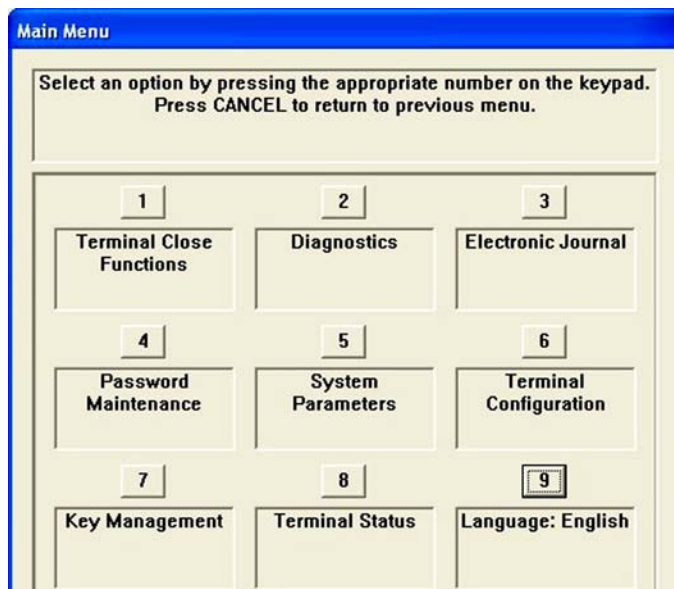 Main Menu
Select an option by pressing the appropriate number on the keypad.
Press CANCEL to return to previous menu.
1
2
3
Terminal Close
Functions
Diagnostics
Electronic Journal
4
5
6
Password
Maintenance
System
Parameters
Terminal
Configuration
7
8
9
Key Management
Terminal Status
Language: English